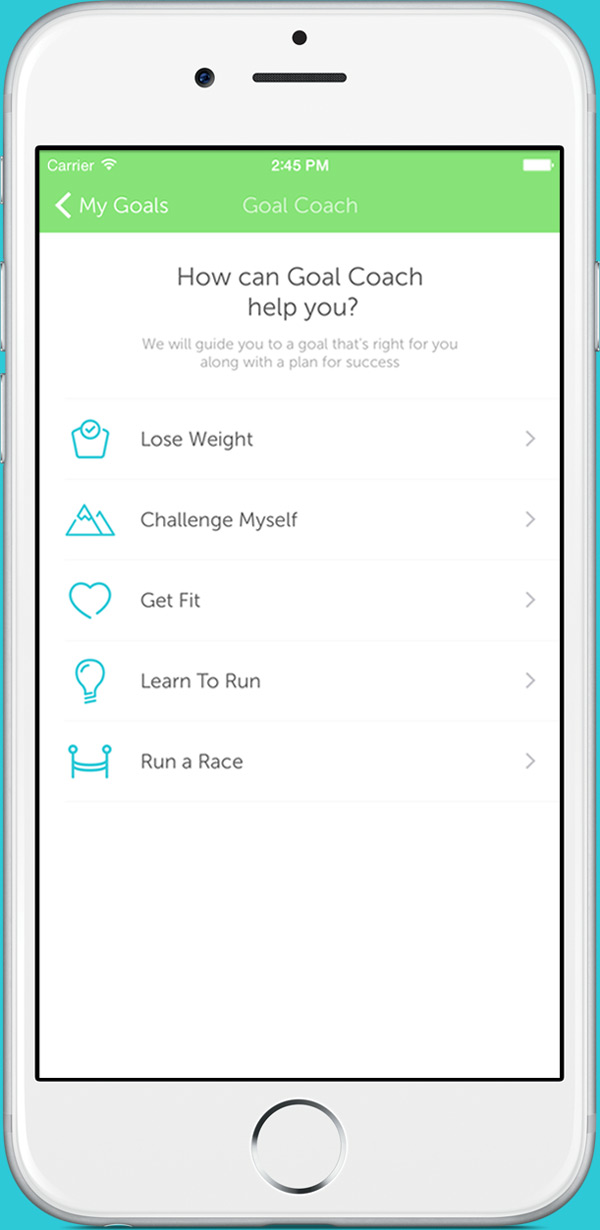 Carrier 2:45 PM
My Goals Goal Coach
How can Goal Coach
help you?
We will guide you to a goal that's right for you
along with a plan for success
Lose Weight
Challenge Myself
Get Fit
Learn To Run
Run a Race